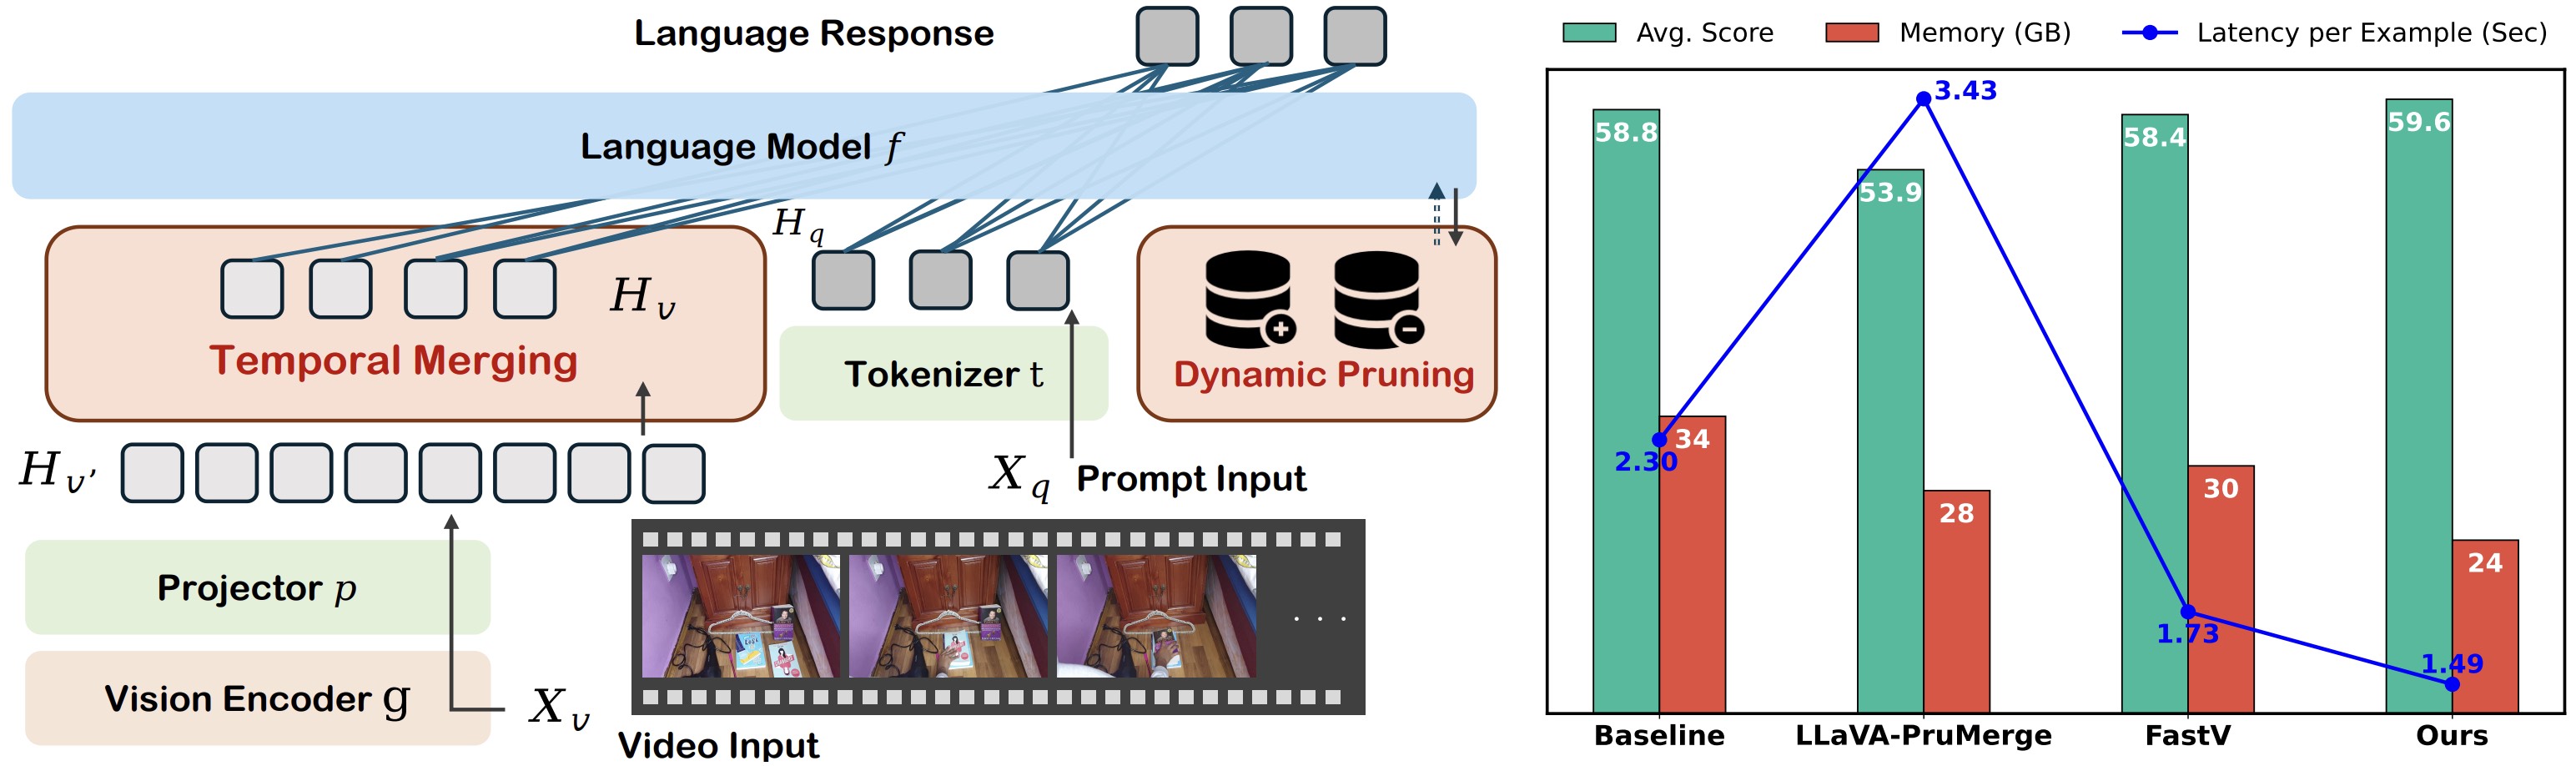 Language Response
Language Model f
H_q
H_v
Temporal Merging
Tokenizer t
Dynamic Pruning
H_v'
X_q Prompt Input
Projector p
Vision Encoder g
X_v
. . .
Video Input
Avg. Score
Memory (GB)
Latency per Example (Sec)
58.8
34
2.30
53.9
28
3.43
58.4
30
1.73
59.6
24
1.49
Baseline
LLaVA-PruMerge
FastV
Ours